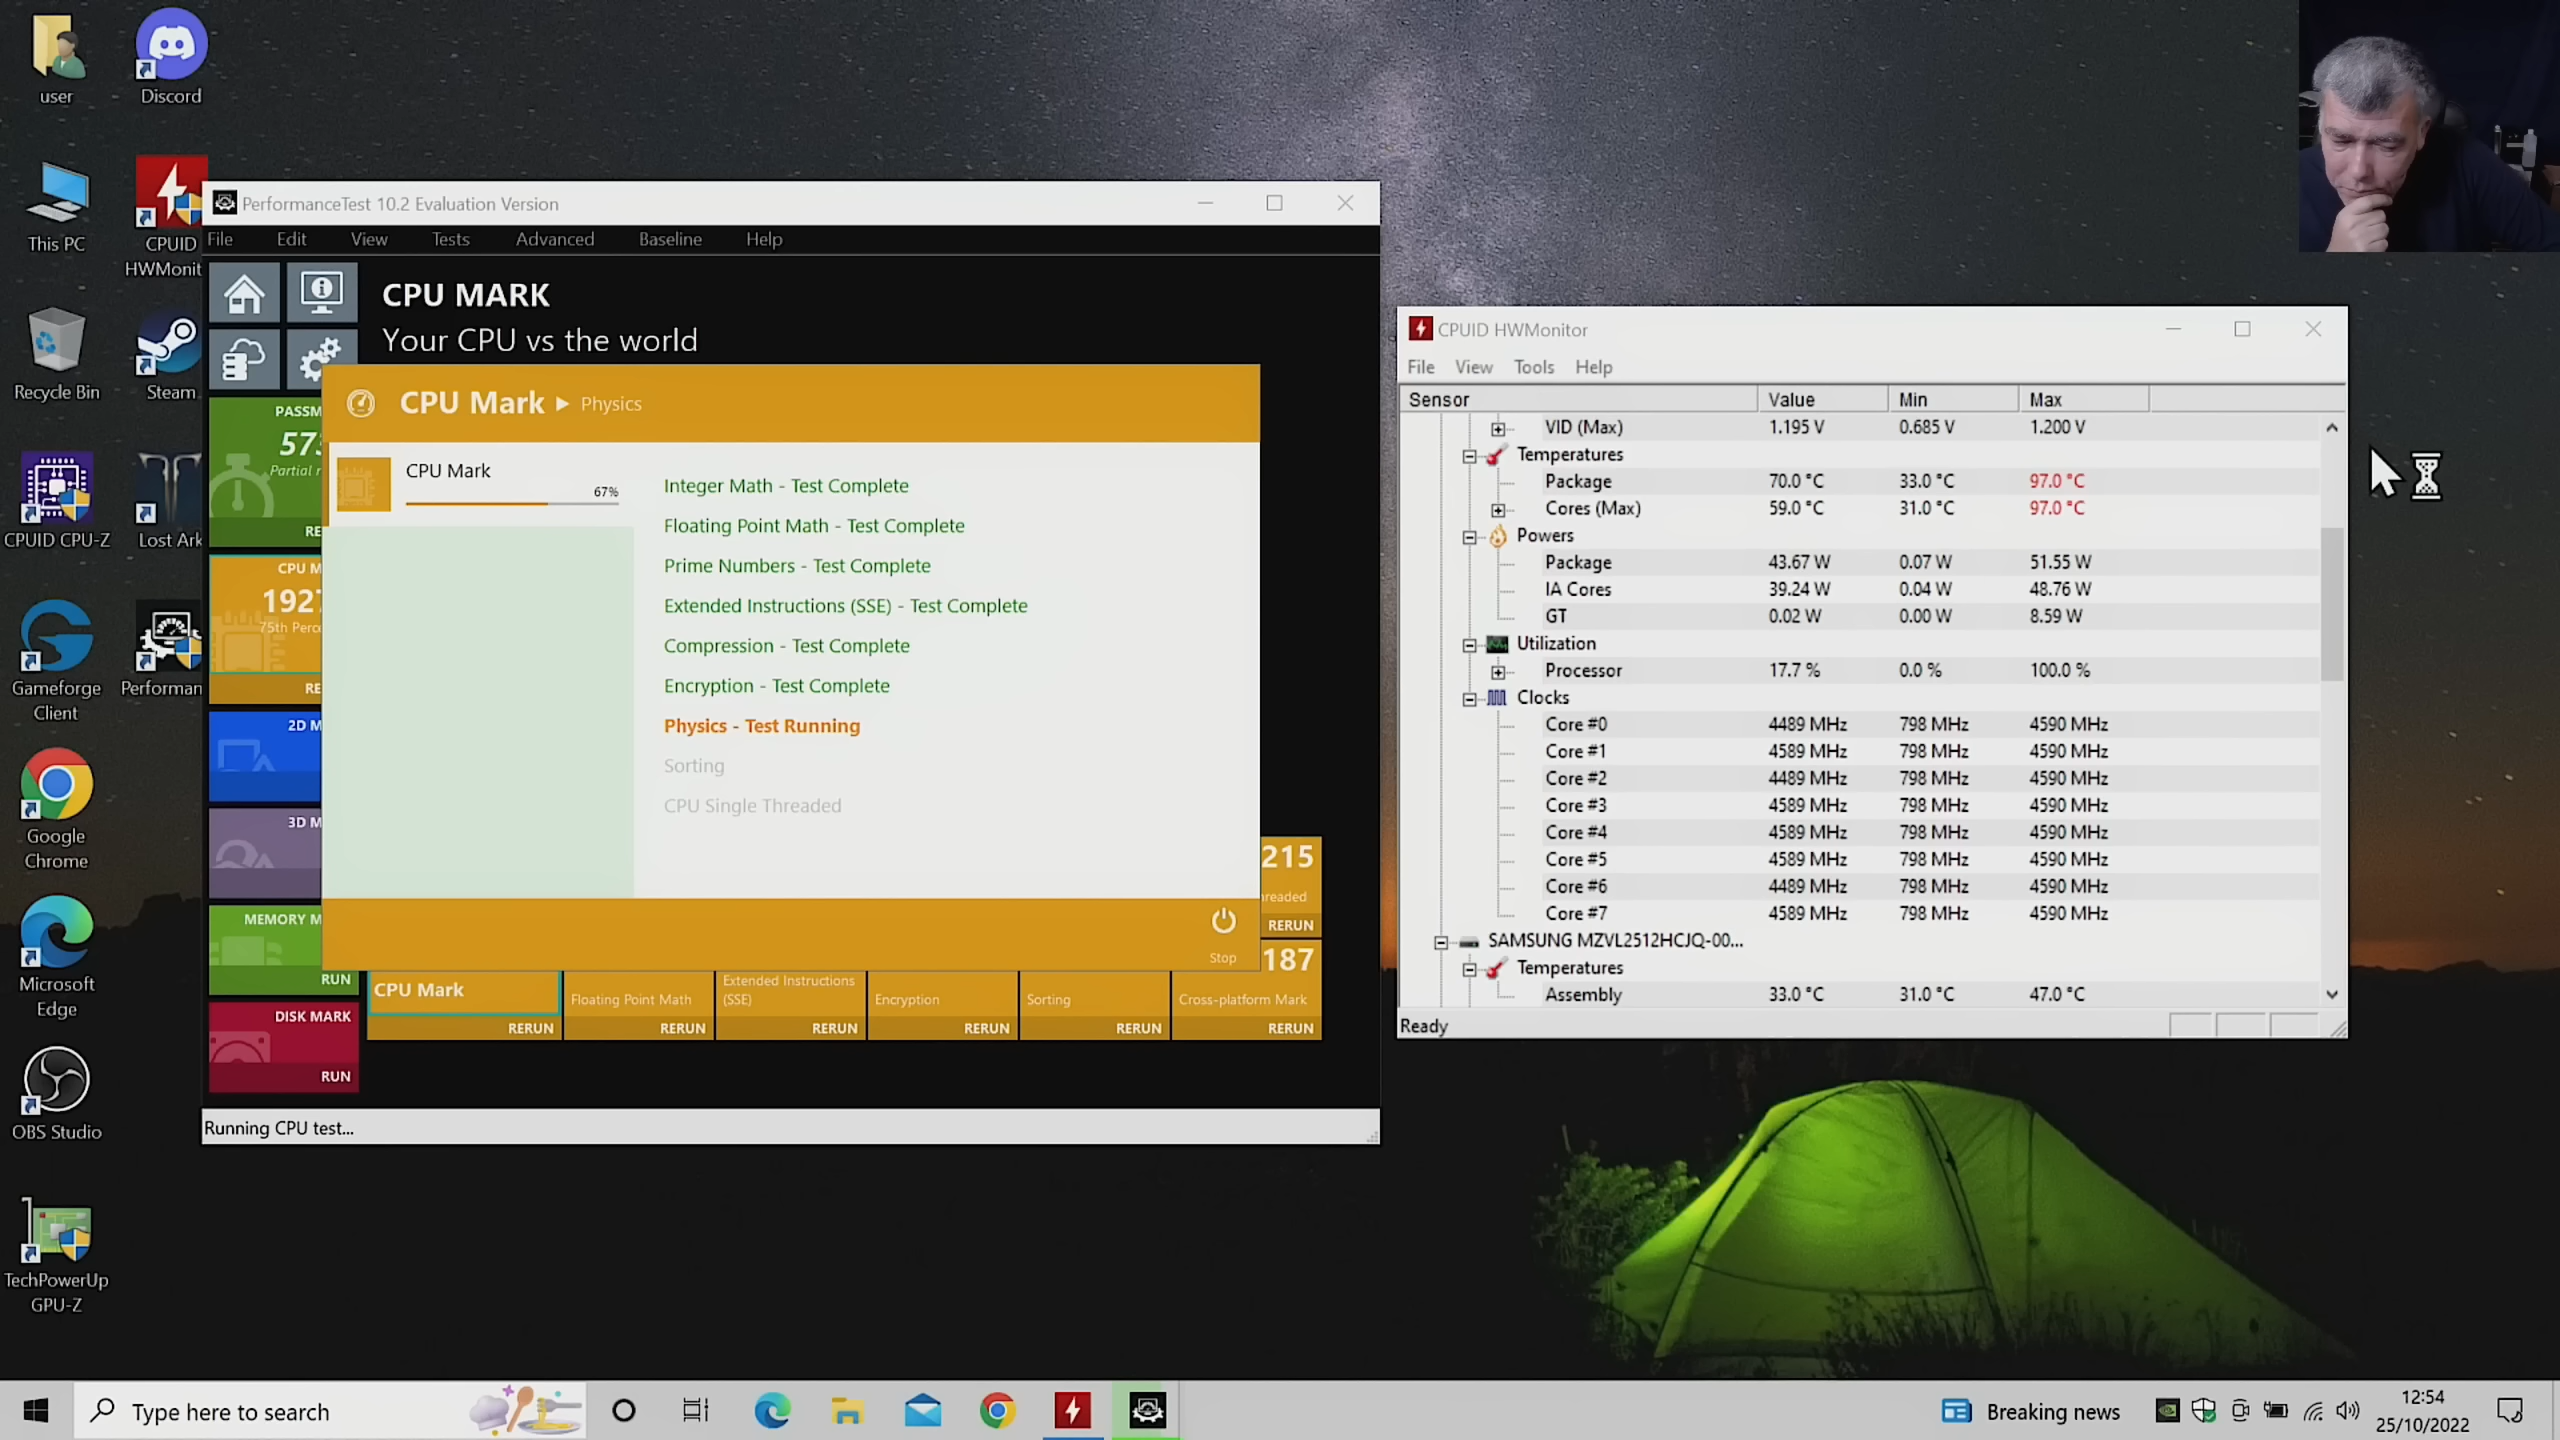 user
Discord
This PC
CPUID
HWMonit
Recycle Bin
Steam
CPUID CPU-Z
Lost Ark
Gameforge
Client
Performan
Google
Chrome
Microsoft
Edge
OBS Studio
TechPowerUp
GPU-Z
PerformanceTest 10.2 Evaluation Version
File Edit View Tests Advanced Baseline Help
CPU MARK
Your CPU vs the world
PASSM
573
Partial r
RE
CPU M
1927
75th Perce
RE
2D M
3D M
MEMORY M
RUN
DISK MARK
RUN
CPU Mark ▶ Physics
CPU Mark
67%
Integer Math - Test Complete
Floating Point Math - Test Complete
Prime Numbers - Test Complete
Extended Instructions (SSE) - Test Complete
Compression - Test Complete
Encryption - Test Complete
Physics - Test Running
Sorting
CPU Single Threaded
Stop
215
hreaded
RERUN
187
CPU Mark
RERUN
Floating Point Math
RERUN
Extended Instructions
(SSE)
RERUN
Encryption
RERUN
Sorting
RERUN
Cross-platform Mark
RERUN
Running CPU test...
CPUID HWMonitor
File View Tools Help
Sensor Value Min Max
VID (Max) 1.195 V 0.685 V 1.200 V
Temperatures
Package 70.0 °C 33.0 °C 97.0 °C
Cores (Max) 59.0 °C 31.0 °C 97.0 °C
Powers
Package 43.67 W 0.07 W 51.55 W
IA Cores 39.24 W 0.04 W 48.76 W
GT 0.02 W 0.00 W 8.59 W
Utilization
Processor 17.7 % 0.0 % 100.0 %
Clocks
Core #0 4489 MHz 798 MHz 4590 MHz
Core #1 4589 MHz 798 MHz 4590 MHz
Core #2 4489 MHz 798 MHz 4590 MHz
Core #3 4589 MHz 798 MHz 4590 MHz
Core #4 4589 MHz 798 MHz 4590 MHz
Core #5 4589 MHz 798 MHz 4590 MHz
Core #6 4489 MHz 798 MHz 4590 MHz
Core #7 4589 MHz 798 MHz 4590 MHz
SAMSUNG MZVL2512HCJQ-00...
Temperatures
Assembly 33.0 °C 31.0 °C 47.0 °C
Ready
Type here to search
Breaking news
12:54
25/10/2022